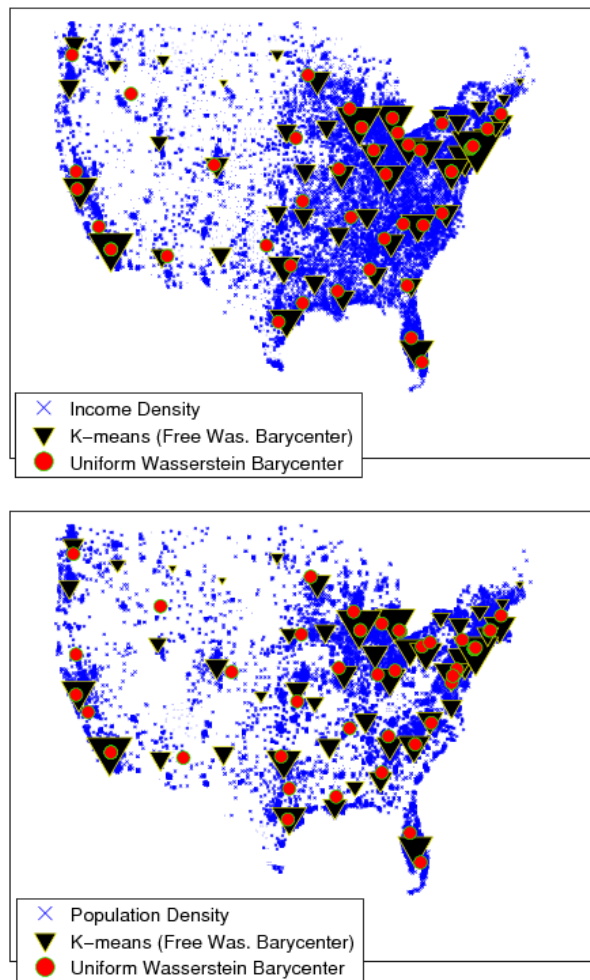 Income Density
K−means (Free Was. Barycenter)
Uniform Wasserstein Barycenter
Population Density
K−means (Free Was. Barycenter)
Uniform Wasserstein Barycenter